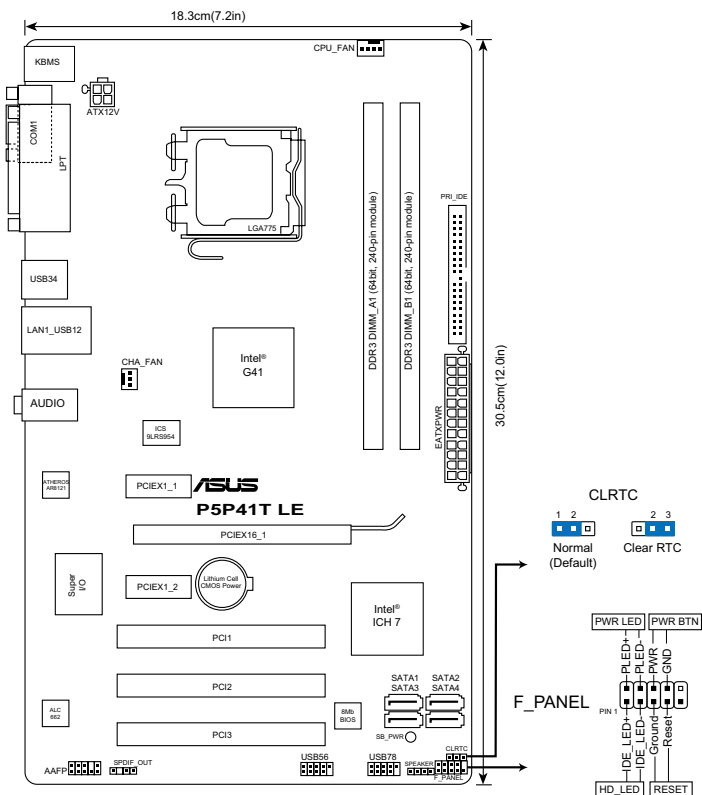 18.3cm(7.2in)
CPU_FAN
KBMS
ATX12V
COM1
LPT
LGA775
DDR3 DIMM_A1 (64bit, 240-pin module)
DDR3 DIMM_B1 (64bit, 240-pin module)
PRI_IDE
USB34
LAN1_USB12
CHA_FAN
Intel®
G41
30.5cm(12.0in)
AUDIO
ICS
9LRS954
EATXPWR
ATHEROS
AR8121
PCIEX1_1
ASUS
P5P41T LE
PCIEX16_1
CLRTC
1 2
2 3
Normal
(Default)
Clear RTC
Super
I/O
PCIEX1_2
Lithium Cell
CMOS Power
Intel®
ICH 7
PCI1
PWR LED
PWR BTN
PLED+
PLED-
PWR
GND
SATA1
SATA3
SATA2
SATA4
PCI2
F_PANEL
PIN 1
ALC
662
8Mb
BIOS
PCI3
SB_PWR
IDE_LED+
IDE_LED-
Ground
Reset
CLRTC
AAFP
SPDIF_OUT
USB56
USB78
SPEAKER
F_PANEL
HD_LED
RESET